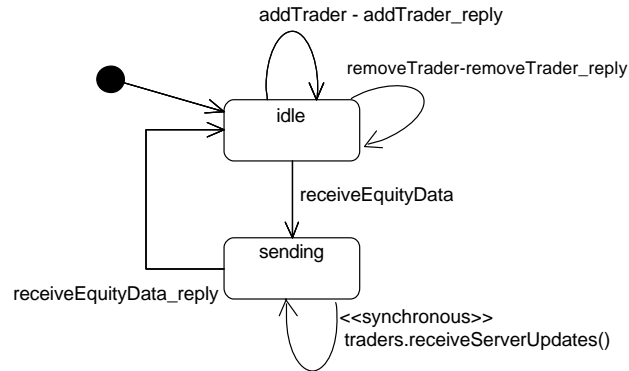 addTrader - addTrader_reply
removeTrader-removeTrader_reply
idle
receiveEquityData
sending
receiveEquityData_reply
<<synchronous>>
traders.receiveServerUpdates()